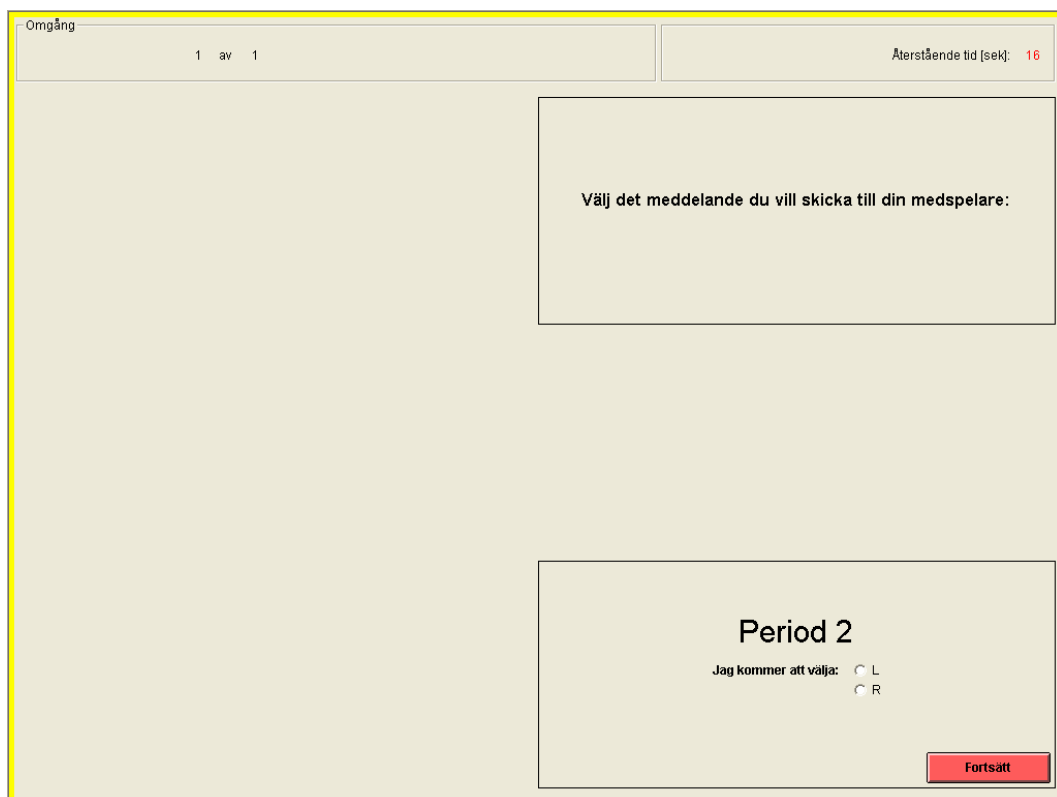 Omgång
1 av 1
Återstående tid [sek]: 16
Välj det meddelande du vill skicka till din medspelare:
Period 2
Jag kommer att välja: L
R
Fortsätt